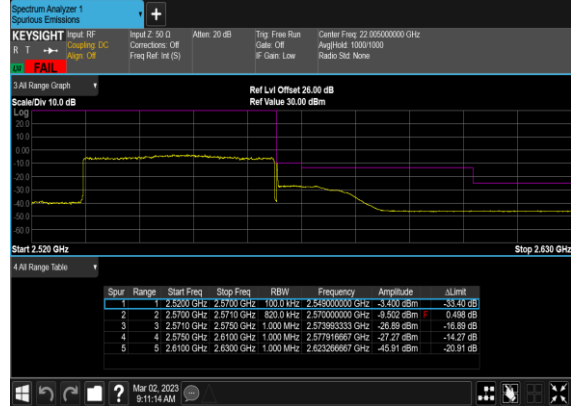 Spectrum Analyzer 1
Spurious Emissions
KEYSIGHT Input: RF Input Z: 50 Ω Atten: 20 dB Trig: Free Run Center Freq: 22.005000000 GHz
R T Coupling: DC Corrections: Off Gate: Off Avg|Hold: 1000/1000
Align: Off Freq Ref: Int (S) IF Gain: Low Radio Std: None
FAIL
3 All Range Graph
Ref Lvl Offset 26.00 dB
Scale/Div 10.0 dB Ref Value 30.00 dBm
Log
20.0
10.0
0.00
-10.0
-20.0
-30.0
-40.0
-50.0
-60.0
Start 2.520 GHz Stop 2.630 GHz
4 All Range Table
Spur Range Start Freq Stop Freq RBW Frequency Amplitude ΔLimit
1 1 2.5200 GHz 2.5700 GHz 100.0 kHz 2.549000000 GHz -3.400 dBm -33.40 dB
2 2 2.5700 GHz 2.5710 GHz 820.0 kHz 2.570000000 GHz -9.502 dBm F 0.498 dB
3 3 2.5710 GHz 2.5750 GHz 1.000 MHz 2.573993333 GHz -26.89 dBm -16.89 dB
4 4 2.5750 GHz 2.6100 GHz 1.000 MHz 2.577916667 GHz -27.27 dBm -14.27 dB
5 5 2.6100 GHz 2.6300 GHz 1.000 MHz 2.623266667 GHz -45.91 dBm -20.91 dB
?
Mar 02, 2023
9:11:14 AM